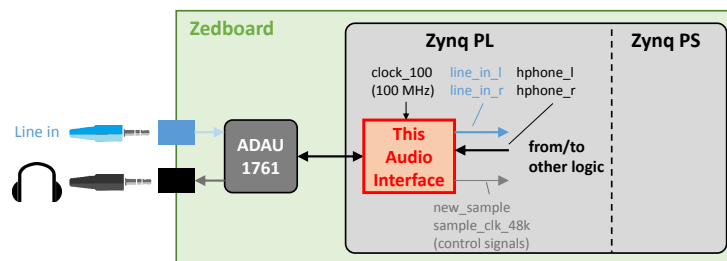 Zedboard
Zynq PL
Zynq PS
clock_100
(100 MHz)
line_in_l
line_in_r
hphone_l
hphone_r
Line in
ADAU
1761
This
Audio
Interface
from/to
other logic
new_sample
sample_clk_48k
(control signals)